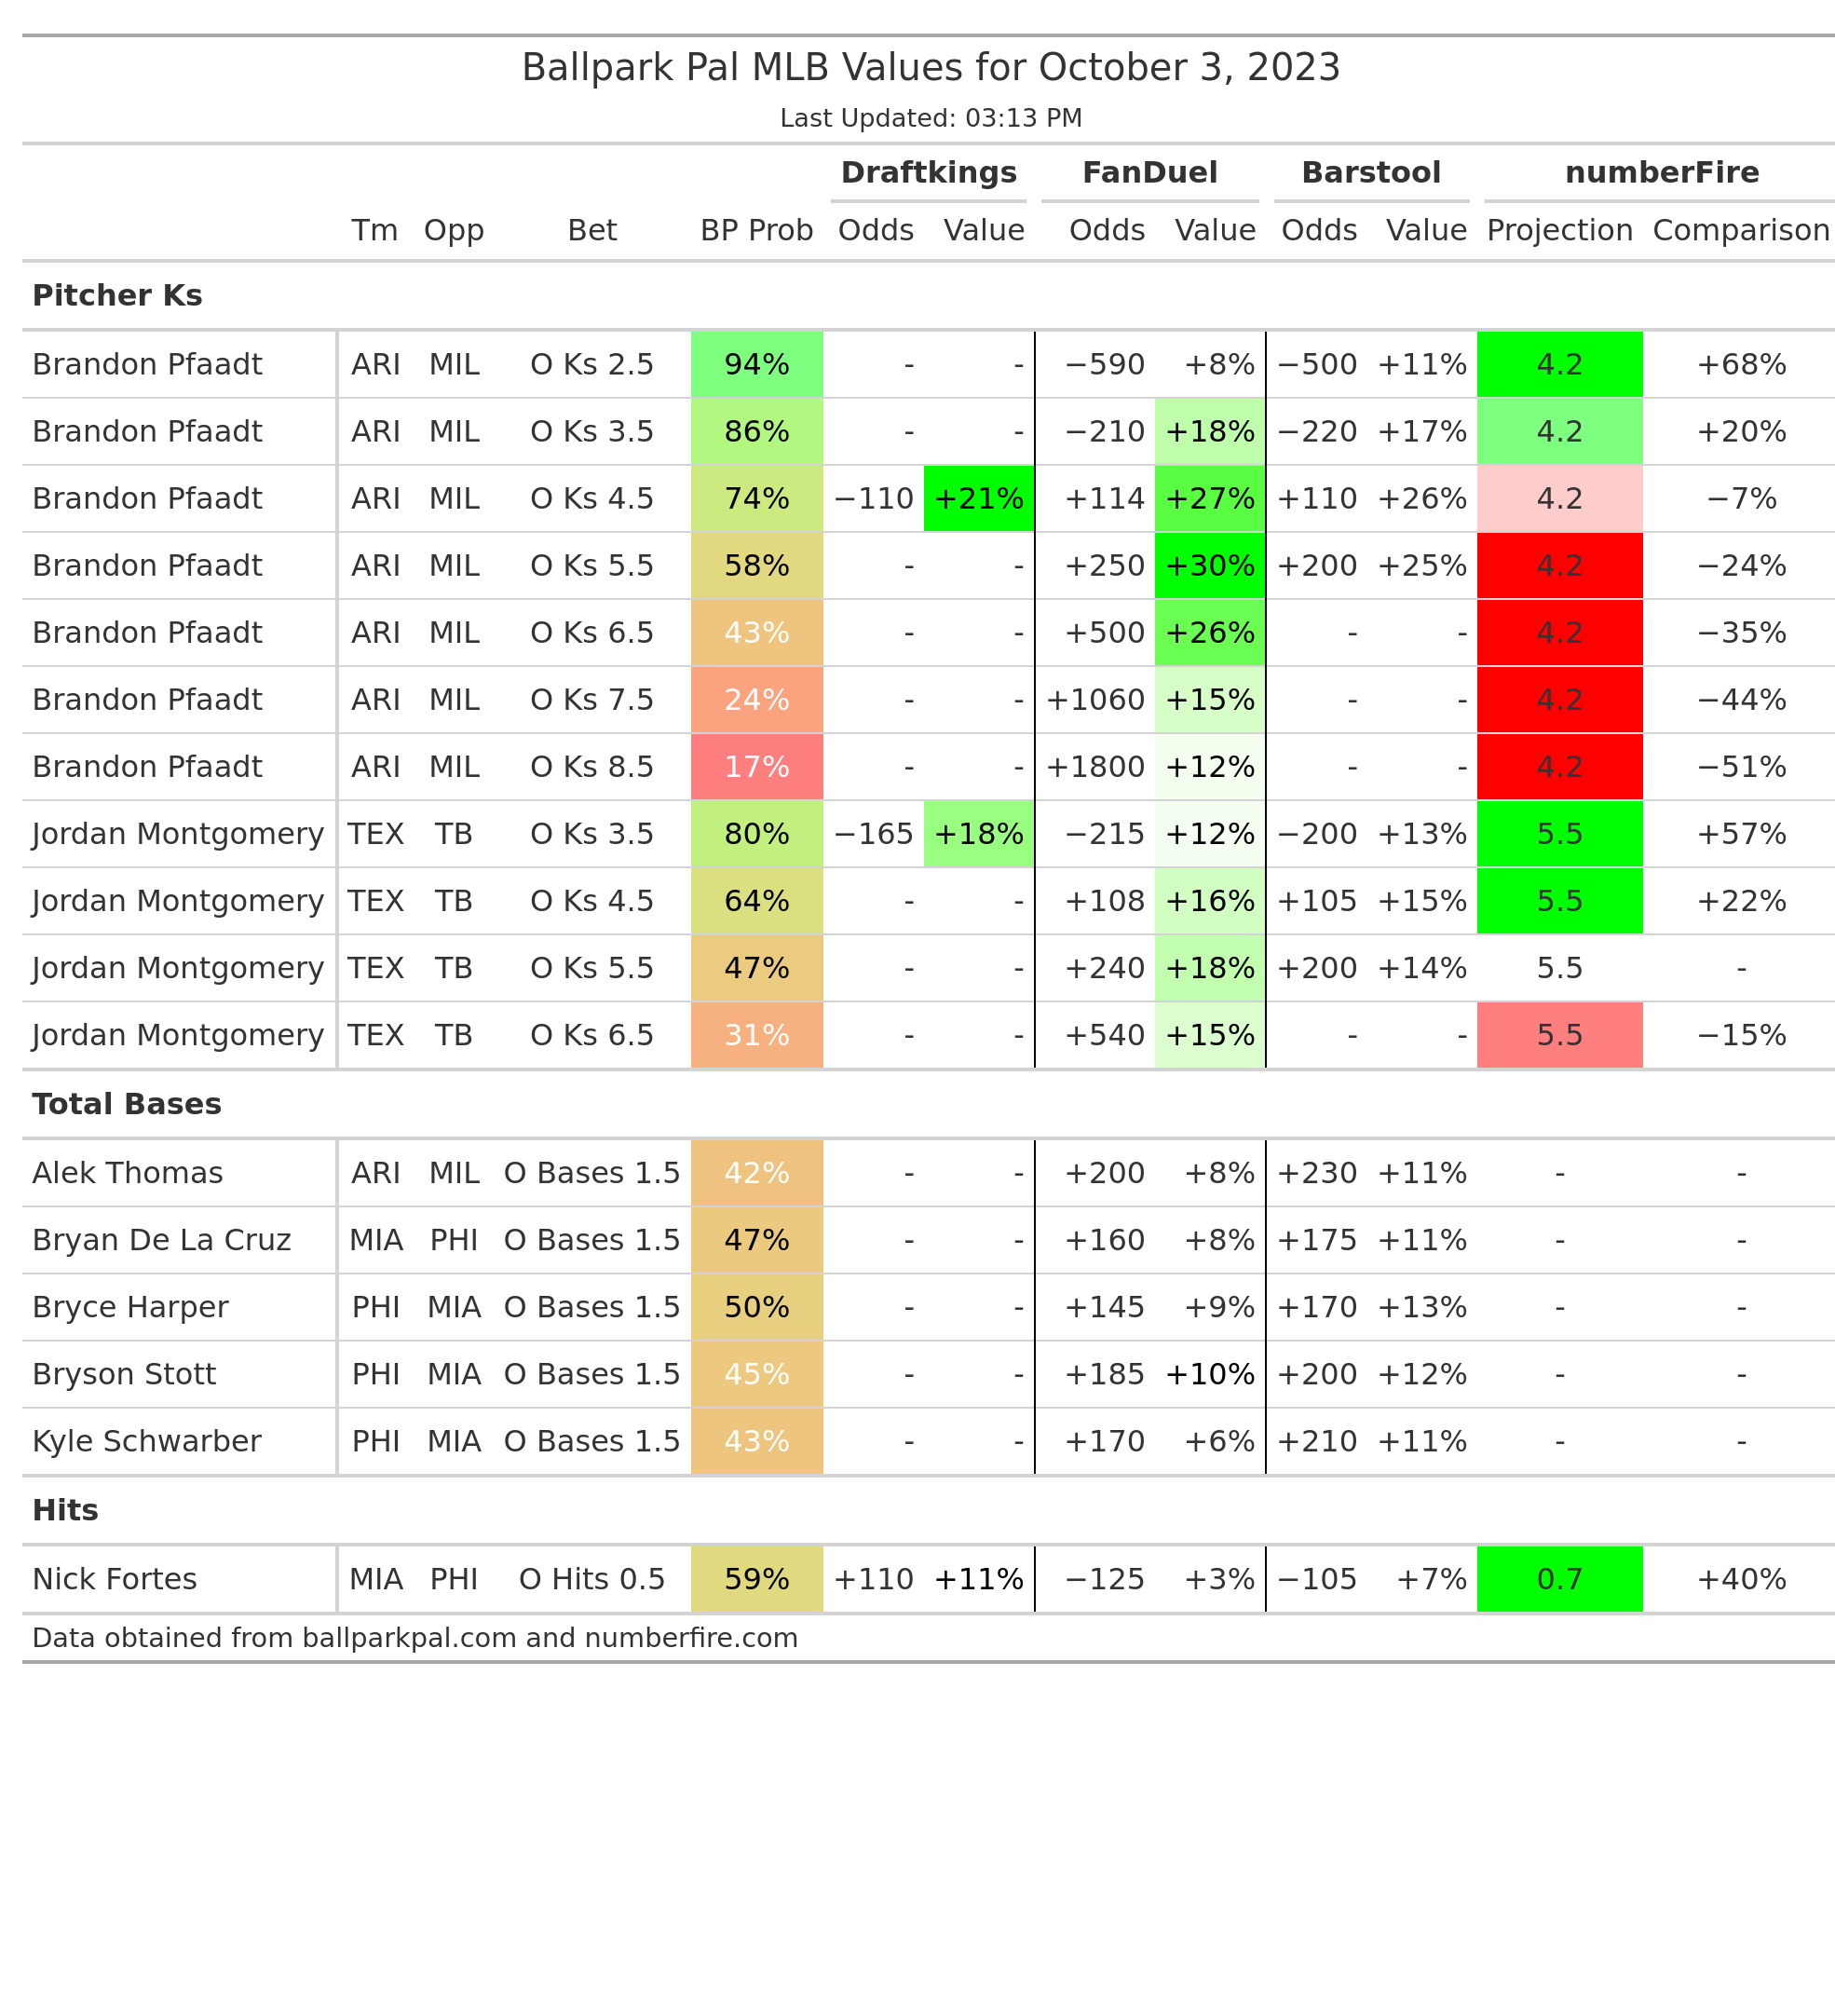 Ballpark Pal MLB Values for October 3, 2023
Last Updated: 03:13 PM
Draftkings FanDuel Barstool numberFire
Tm Opp Bet BP Prob Odds Value Odds Value Odds Value Projection Comparison
Pitcher Ks
Brandon Pfaadt ARI MIL O Ks 2.5 94% - - −590 +8% −500 +11% 4.2 +68%
Brandon Pfaadt ARI MIL O Ks 3.5 86% - - −210 +18% −220 +17% 4.2 +20%
Brandon Pfaadt ARI MIL O Ks 4.5 74% −110 +21% +114 +27% +110 +26% 4.2 −7%
Brandon Pfaadt ARI MIL O Ks 5.5 58% - - +250 +30% +200 +25% 4.2 −24%
Brandon Pfaadt ARI MIL O Ks 6.5 43% - - +500 +26% - - 4.2 −35%
Brandon Pfaadt ARI MIL O Ks 7.5 24% - - +1060 +15% - - 4.2 −44%
Brandon Pfaadt ARI MIL O Ks 8.5 17% - - +1800 +12% - - 4.2 −51%
Jordan Montgomery TEX TB O Ks 3.5 80% −165 +18% −215 +12% −200 +13% 5.5 +57%
Jordan Montgomery TEX TB O Ks 4.5 64% - - +108 +16% +105 +15% 5.5 +22%
Jordan Montgomery TEX TB O Ks 5.5 47% - - +240 +18% +200 +14% 5.5 -
Jordan Montgomery TEX TB O Ks 6.5 31% - - +540 +15% - - 5.5 −15%
Total Bases
Alek Thomas ARI MIL O Bases 1.5 42% - - +200 +8% +230 +11% - -
Bryan De La Cruz MIA PHI O Bases 1.5 47% - - +160 +8% +175 +11% - -
Bryce Harper PHI MIA O Bases 1.5 50% - - +145 +9% +170 +13% - -
Bryson Stott PHI MIA O Bases 1.5 45% - - +185 +10% +200 +12% - -
Kyle Schwarber PHI MIA O Bases 1.5 43% - - +170 +6% +210 +11% - -
Hits
Nick Fortes MIA PHI O Hits 0.5 59% +110 +11% −125 +3% −105 +7% 0.7 +40%
Data obtained from ballparkpal.com and numberfire.com